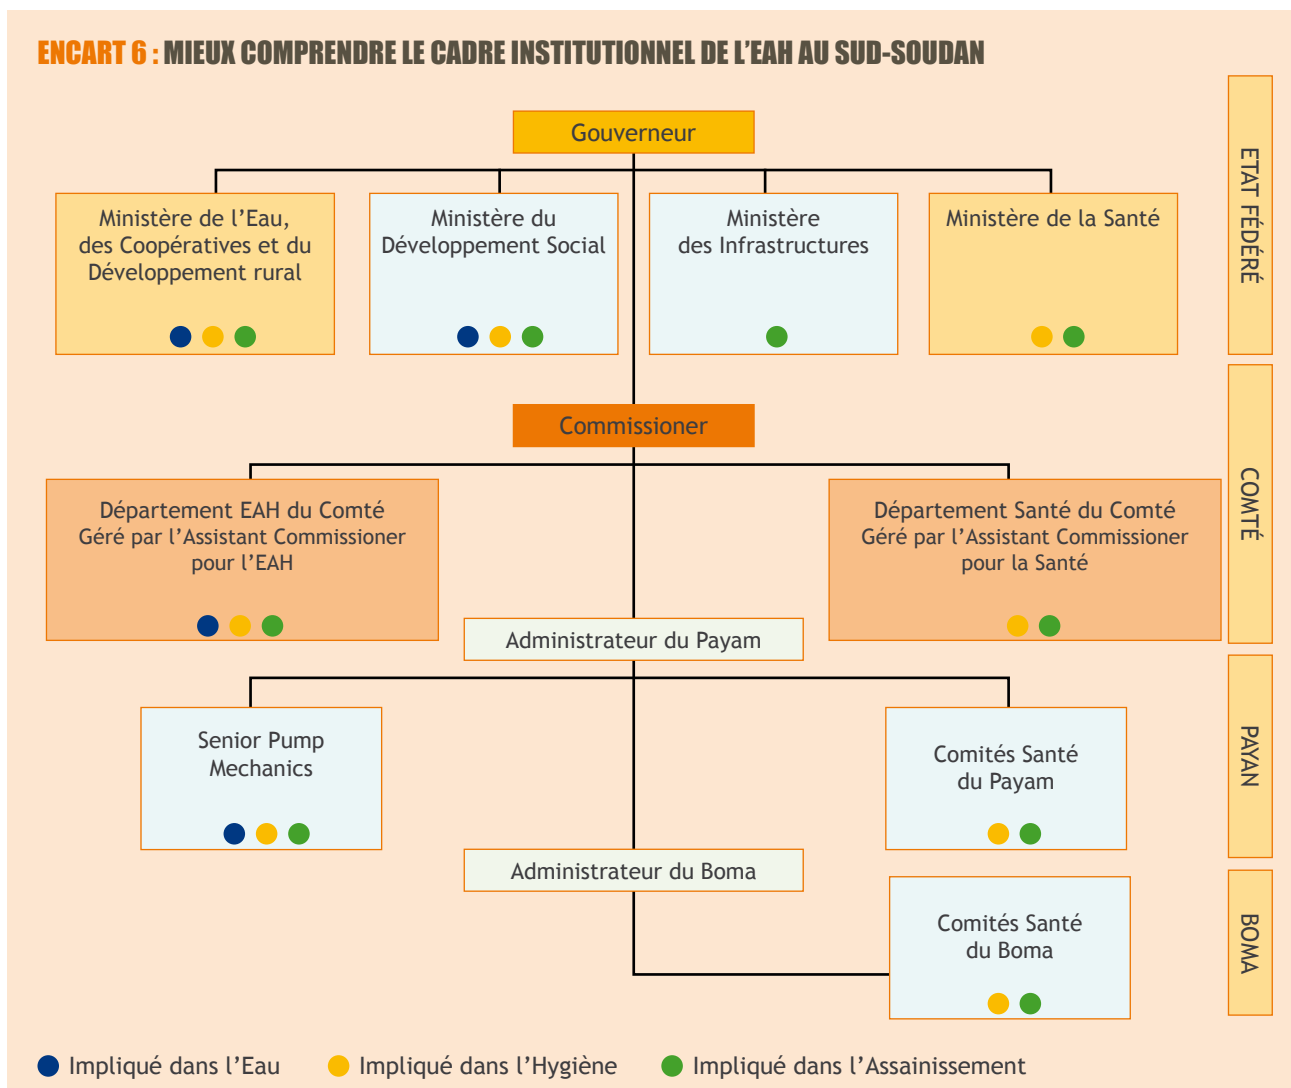 ENCART 6 : MIEUX COMPRENDRE LE CADRE INSTITUTIONNEL DE L'EAH AU SUD-SOUDAN
Gouverneur
Ministère de l'Eau,
des Coopératives et du
Développement rural
Ministère du
Développement Social
Ministère
des Infrastructures
Ministère de la Santé
ETAT FÉDÉRÉ
Commissioner
Département EAH du Comté
Géré par l'Assistant Commissioner
pour l'EAH
Département Santé du Comté
Géré par l'Assistant Commissioner
pour la Santé
COMTÉ
Administrateur du Payam
Senior Pump
Mechanics
Comités Santé
du Payam
PAYAN
Administrateur du Boma
Comités Santé
du Boma
BOMA
Impliqué dans l'Eau
Impliqué dans l'Hygiène
Impliqué dans l'Assainissement